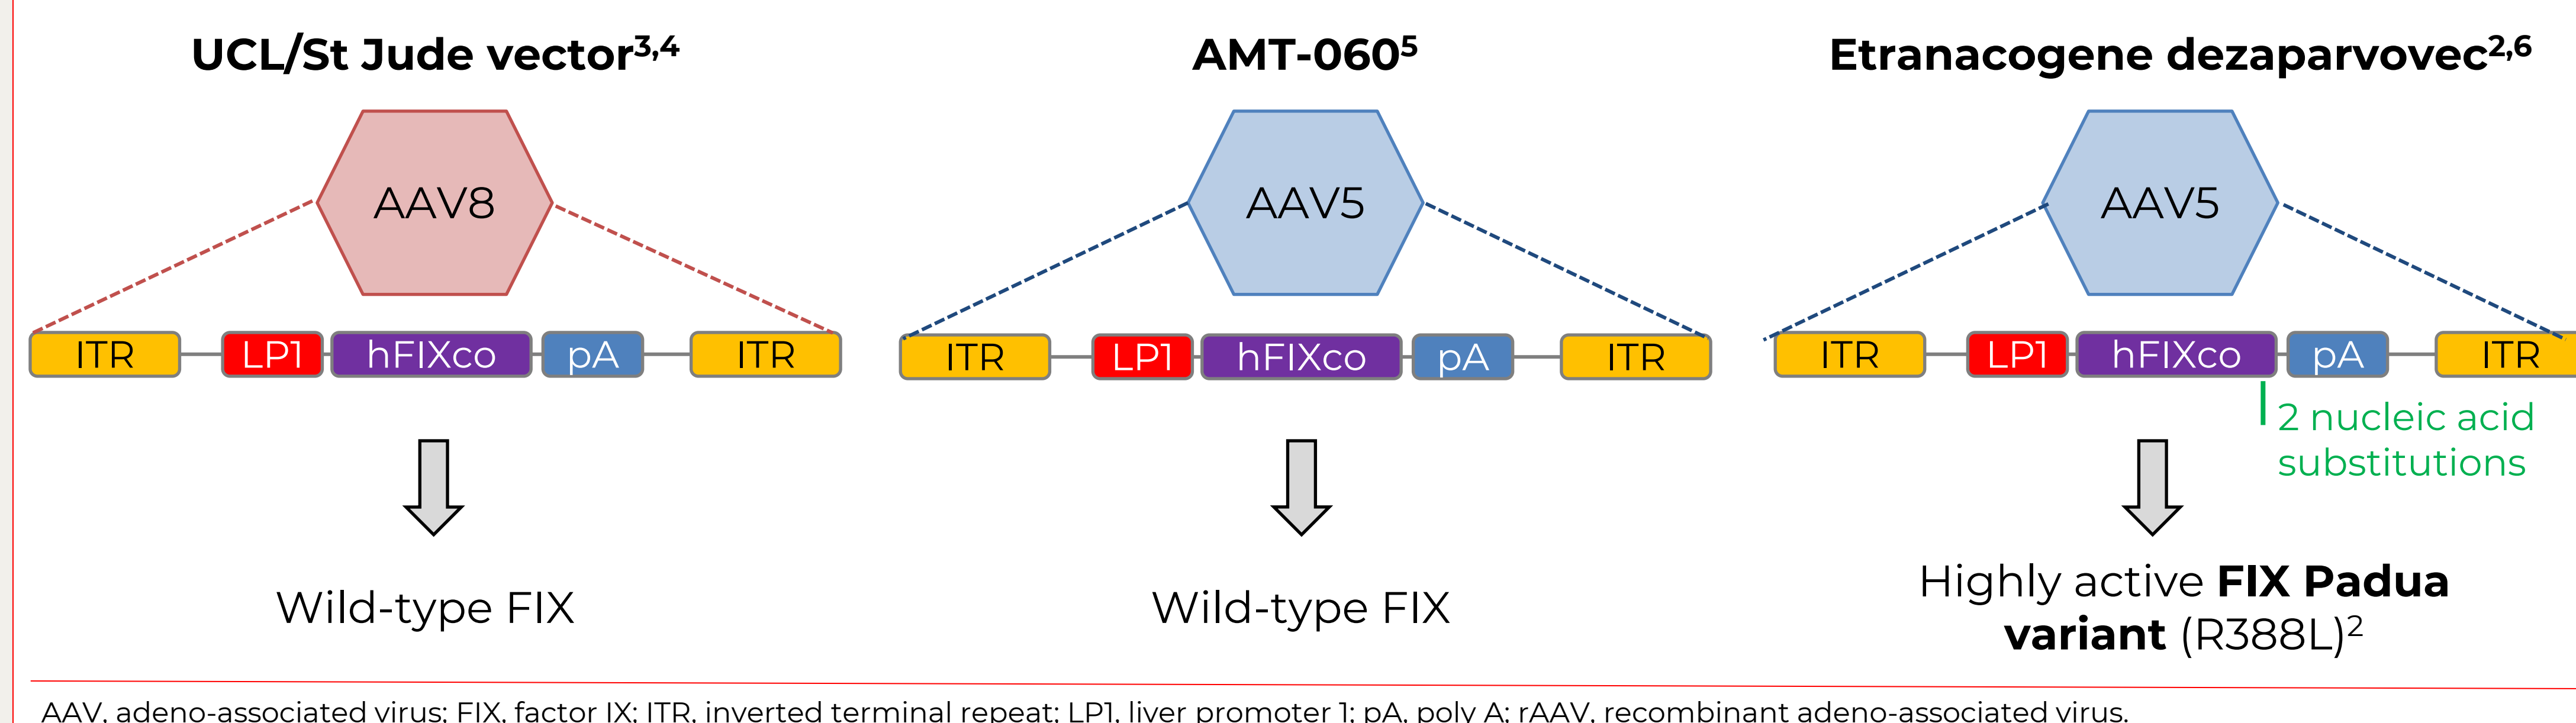 UCL/St Jude vector3,4
AMT-0605
Etranacogene dezaparvovec2,6
AAV8
AAV5
AAV5
ITR LP1 hFIXco pA ITR
ITR LP1 hFIXco pA ITR
ITR LP1 hFIXco pA ITR
2 nucleic acid
substitutions
Wild-type FIX
Wild-type FIX
Highly active FIX Padua
variant (R388L)2
AAV, adeno-associated virus; FIX, factor IX; ITR, inverted terminal repeat; LP1, liver promoter 1; pA, poly A; rAAV, recombinant adeno-associated virus.